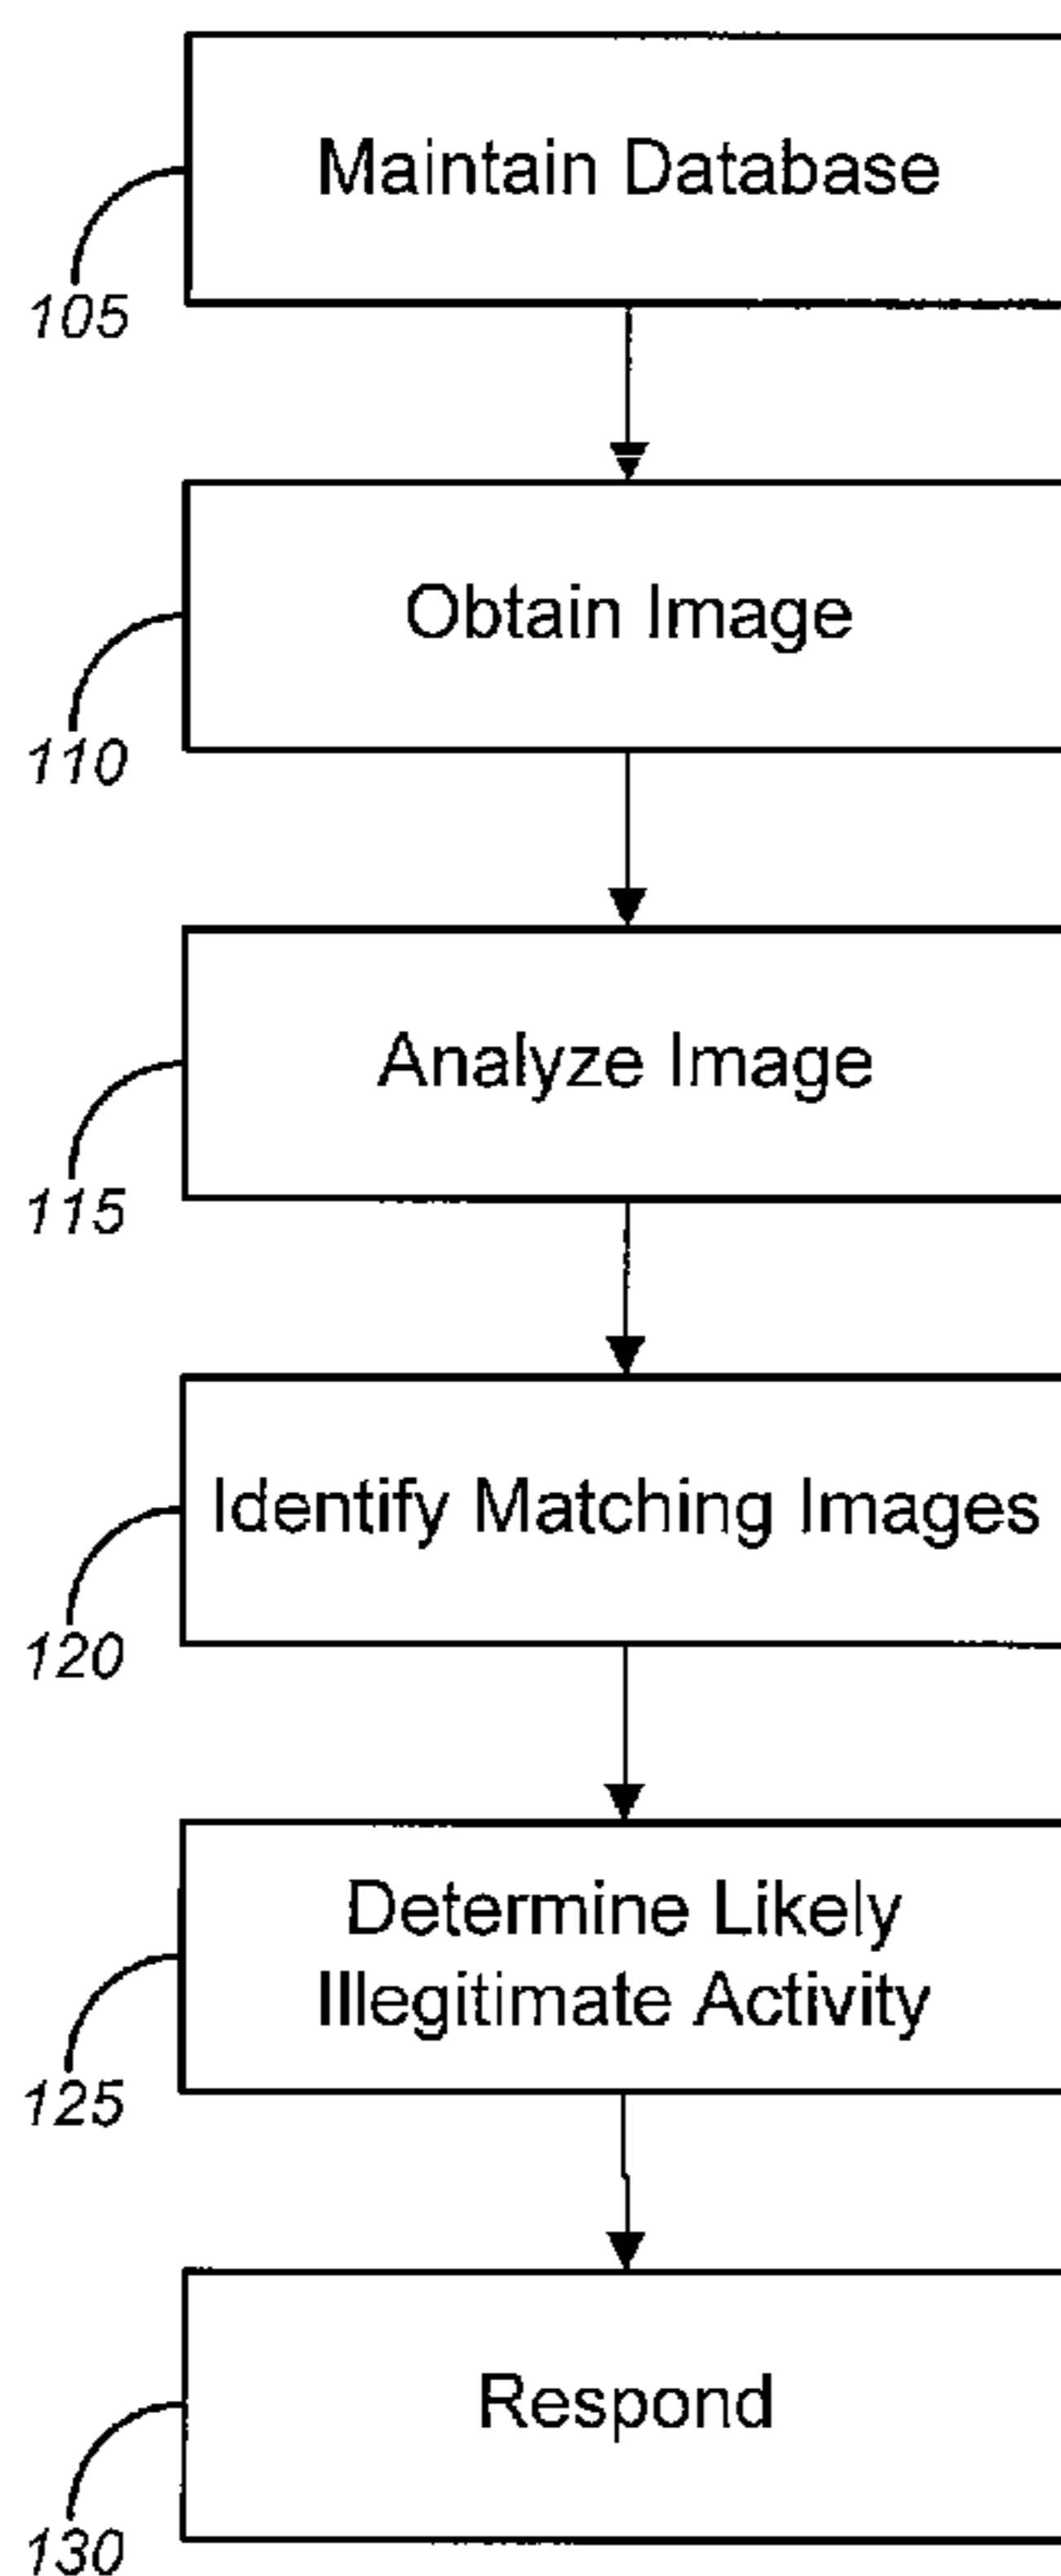 Maintain Database
105
Obtain Image
110
Analyze Image
115
Identify Matching Images
120
Determine Likely
Illegitimate Activity
125
Respond
130